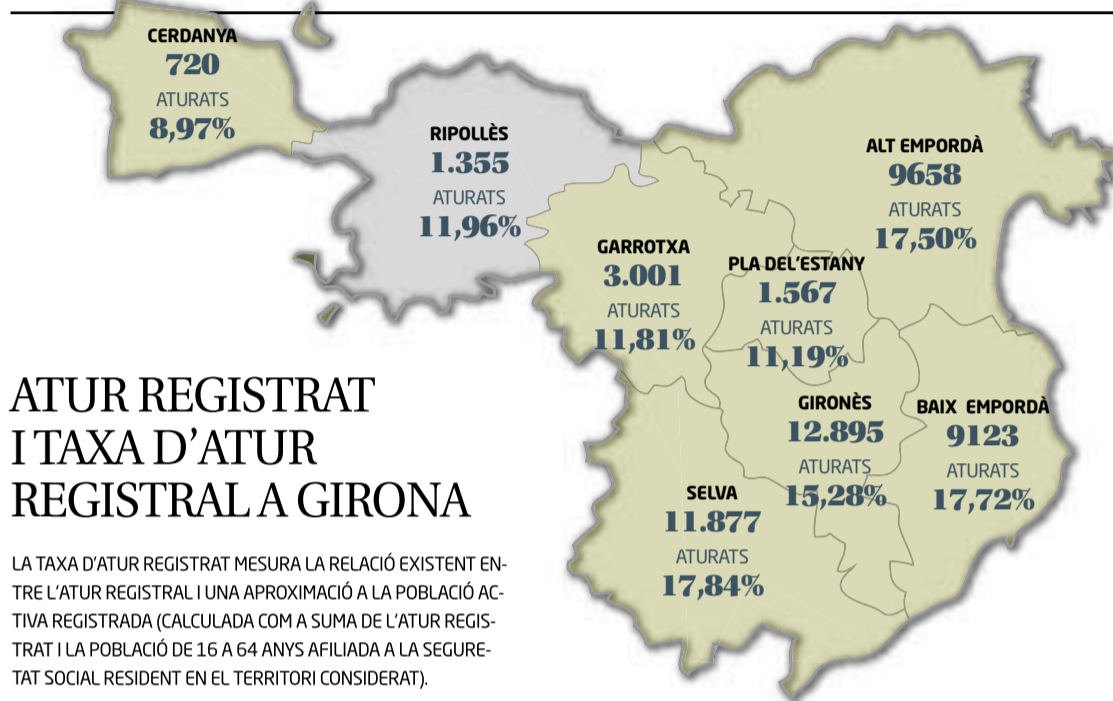 CERDANYA
720
ATURATS
8,97%
RIPOLLÈS
1.355
ATURATS
11,96%
ALT EMPORDÀ
9658
ATURATS
17,50%
GARROTXA
3.001
ATURATS
11,81%
PLA DEL'ESTANY
1.567
ATURATS
11,19%
GIRONÈS
12.895
ATURATS
15,28%
BAIX EMPORDÀ
9123
ATURATS
17,72%
SELVA
11.877
ATURATS
17,84%
ATUR REGISTRAT
I TAXA D'ATUR
REGISTRAL A GIRONA
LA TAXA D'ATUR REGISTRAT MESURA LA RELACIÓ EXISTENT EN-
TRE L'ATUR REGISTRAL I UNA APROXIMACIÓ A LA POBLACIÓ AC-
TIVA REGISTRADA (CALCULADA COM A SUMA DE L'ATUR REGIS-
TRAT I LA POBLACIÓ DE 16 A 64 ANYS AFILIADA A LA SEGURE-
TAT SOCIAL RESIDENT EN EL TERRITORI CONSIDERAT).